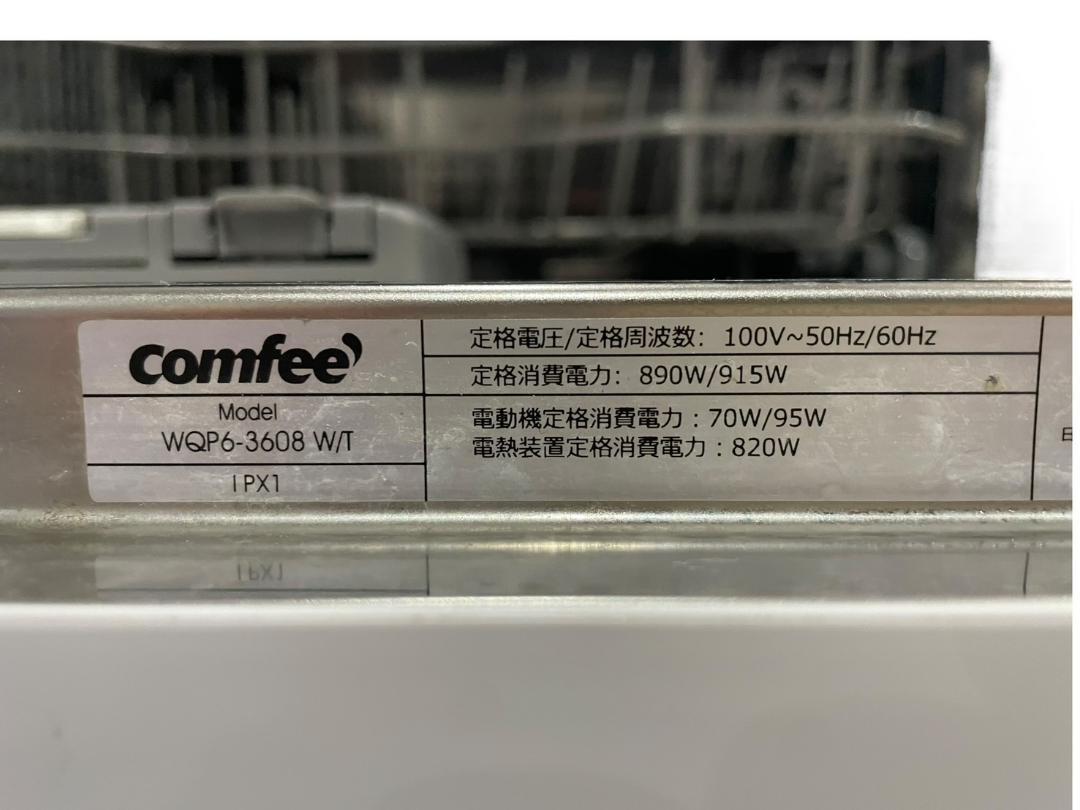 comfee'
Model
WQP6-3608 W/T
IPX1
定格電圧/定格周波数: 100V~50Hz/60Hz
定格消費電力: 890W/915W
電動機定格消費電力:70W/95W
電熱装置定格消費電力:820W
IPX1